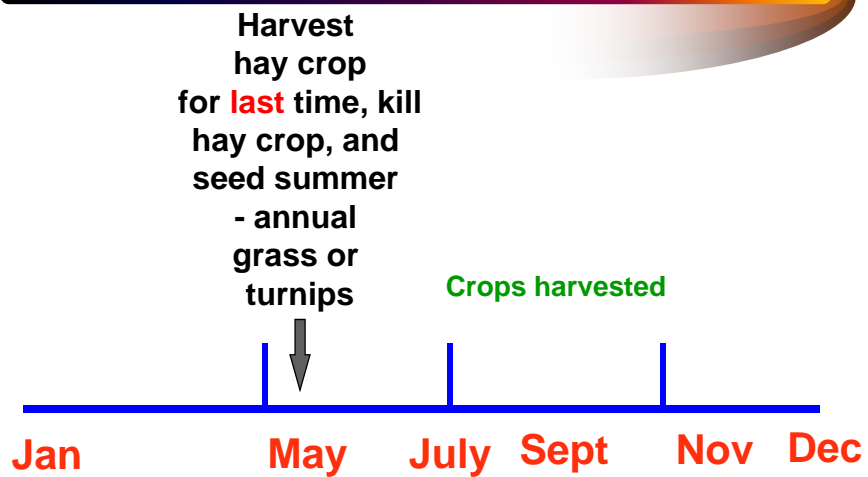 Harvest
hay crop
for last time, kill
hay crop, and
seed summer
- annual
grass or
turnips
Crops harvested
Jan May July Sept Nov Dec